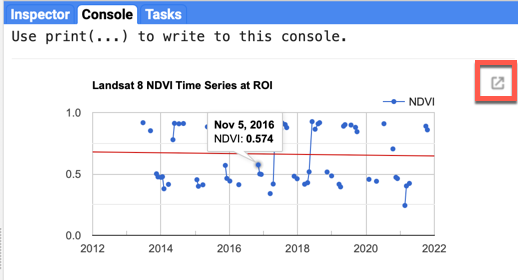 Inspector Console Tasks
Use print(...) to write to this console.
Landsat 8 NDVI Time Series at ROI
NDVI
1.0
Nov 5, 2016
NDVI: 0.574
0.5
0.0
2012 2014 2016 2018 2020 2022